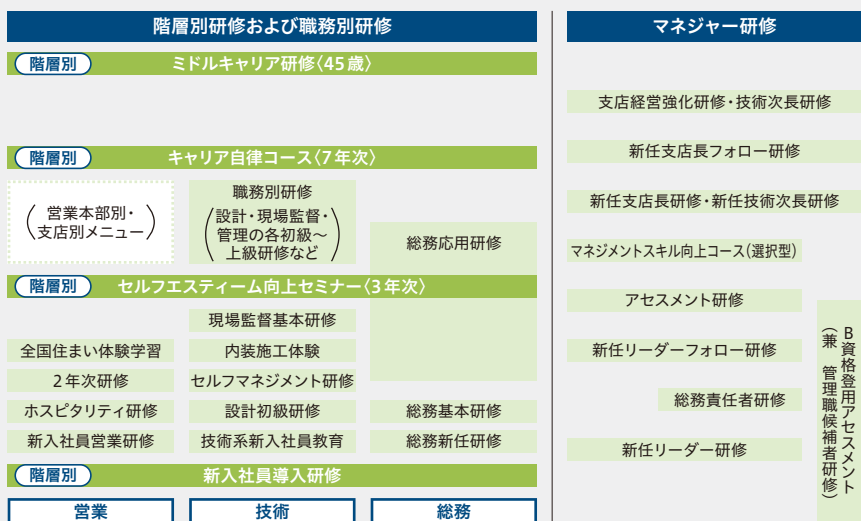 階層別研修および職務別研修
階層別
ミドルキャリア研修〈45歳〉
階層別
キャリア自律コース〈7年次〉
(営業本部別・
支店別メニュー)
職務別研修
(設計・現場監督・
管理の各初級～
上級研修など)
総務応用研修
階層別
セルフエスティーム向上セミナー〈3年次〉
現場監督基本研修
全国住まい体験学習
内装施工体験
2年次研修
セルフマネジメント研修
ホスピタリティ研修
設計初級研修
総務基本研修
新入社員営業研修
技術系新入社員教育
総務新任研修
階層別
新入社員導入研修
営業
技術
総務
マネジャー研修
支店経営強化研修・技術次長研修
新任支店長フォロー研修
新任支店長研修・新任技術次長研修
マネジメントスキル向上コース(選択型)
アセスメント研修
新任リーダーフォロー研修
総務責任者研修
新任リーダー研修
B資格登用アセスメント
(兼 管理職候補者研修)